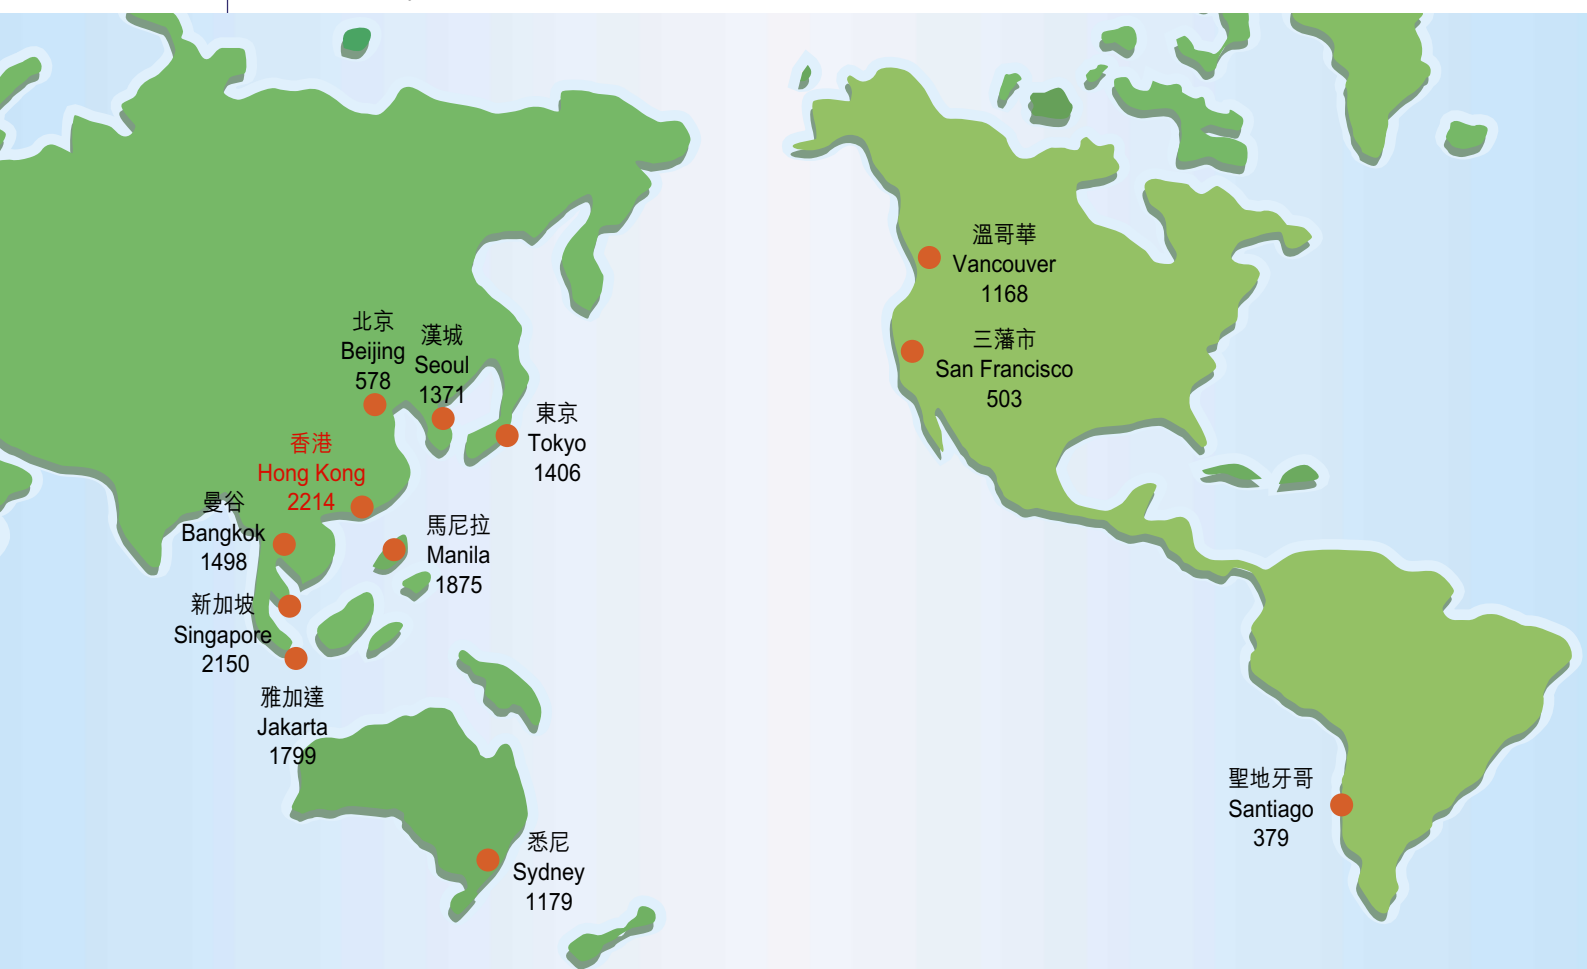 溫哥華
Vancouver
1168
三藩市
San Francisco
503
北京
Beijing
578
漢城
Seoul
1371
東京
Tokyo
1406
香港
Hong Kong
2214
曼谷
Bangkok
1498
馬尼拉
Manila
1875
新加坡
Singapore
2150
雅加達
Jakarta
1799
聖地牙哥
Santiago
379
悉尼
Sydney
1179